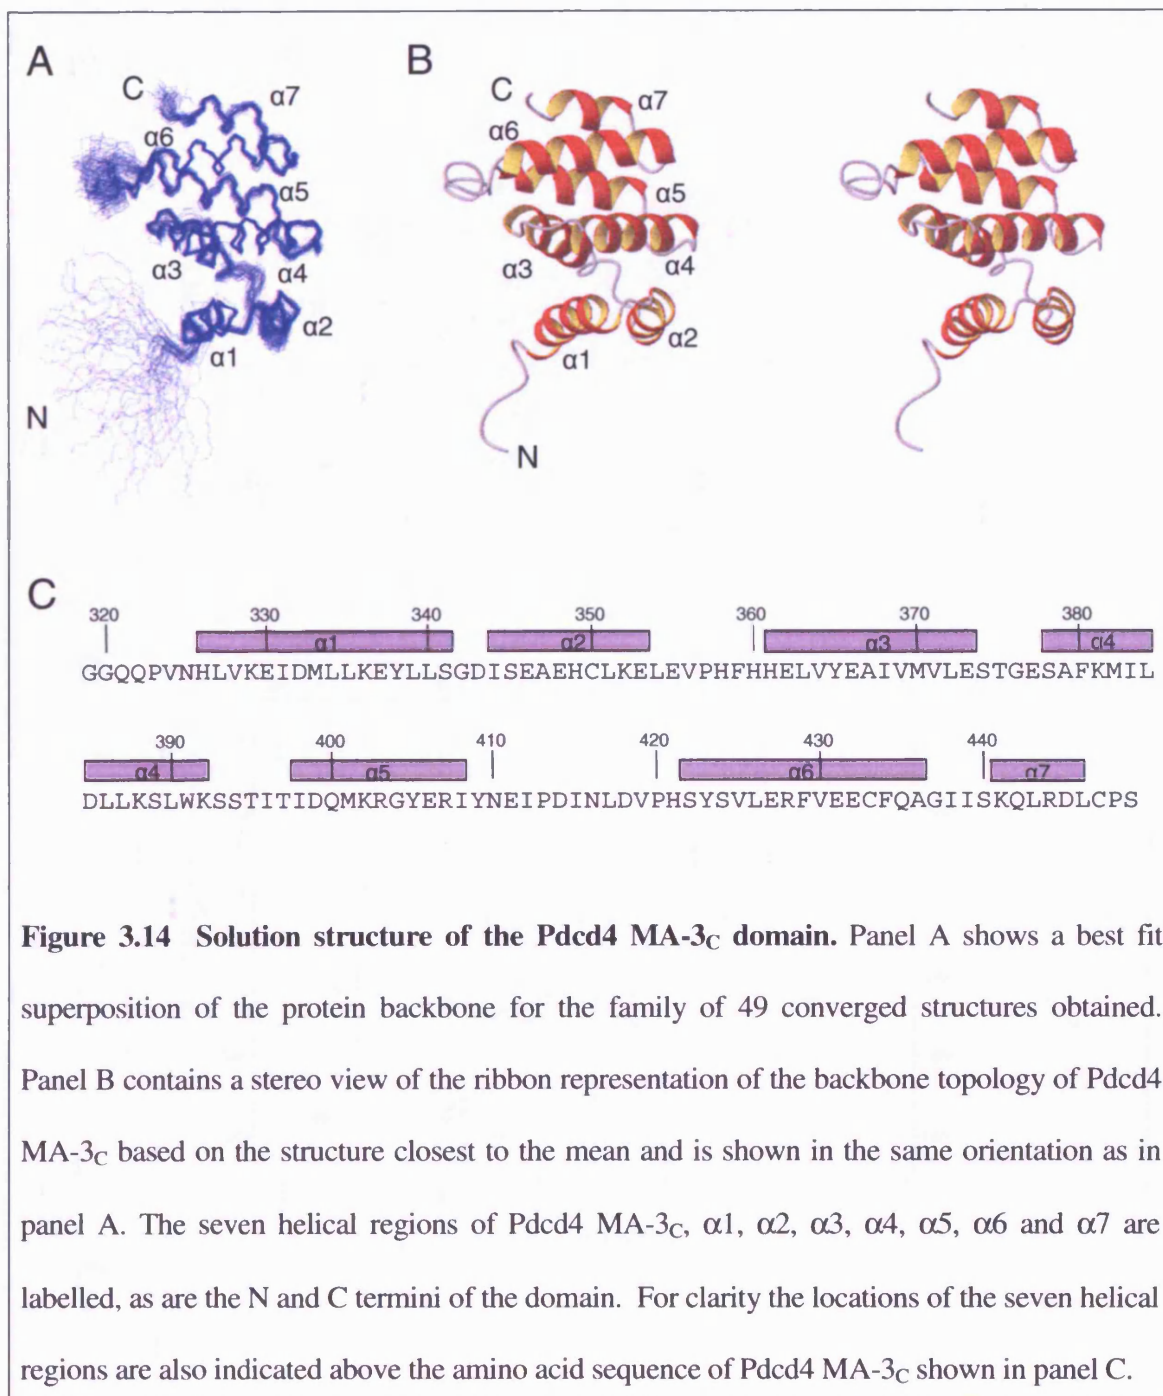 A
B
C
α7
α6
α5
α3
α4
α1
α2
N
C
α7
α6
α5
α3
α4
α1
α2
N
C
320 330 340 350 360 370 380
α1 α2 α3 α4
GGQQPVNHLVKEIDMLLKEYLLSGDISEAEHCLKELEVPHFHHELVYEAIVMVLESTGESAFKMIL
390 400 410 420 430 440
α4 α5 α6 α7
DLLKSLWKSSTITIDQMKRGYERIYNEIPDINLDVPHSYSVLERFVEECFQAGIISKQLRDLCPS
Figure 3.14 Solution structure of the Pdcd4 MA-3C domain. Panel A shows a best fit
superposition of the protein backbone for the family of 49 converged structures obtained.
Panel B contains a stereo view of the ribbon representation of the backbone topology of Pdcd4
MA-3C based on the structure closest to the mean and is shown in the same orientation as in
panel A. The seven helical regions of Pdcd4 MA-3C, α1, α2, α3, α4, α5, α6 and α7 are
labelled, as are the N and C termini of the domain. For clarity the locations of the seven helical
regions are also indicated above the amino acid sequence of Pdcd4 MA-3C shown in panel C.